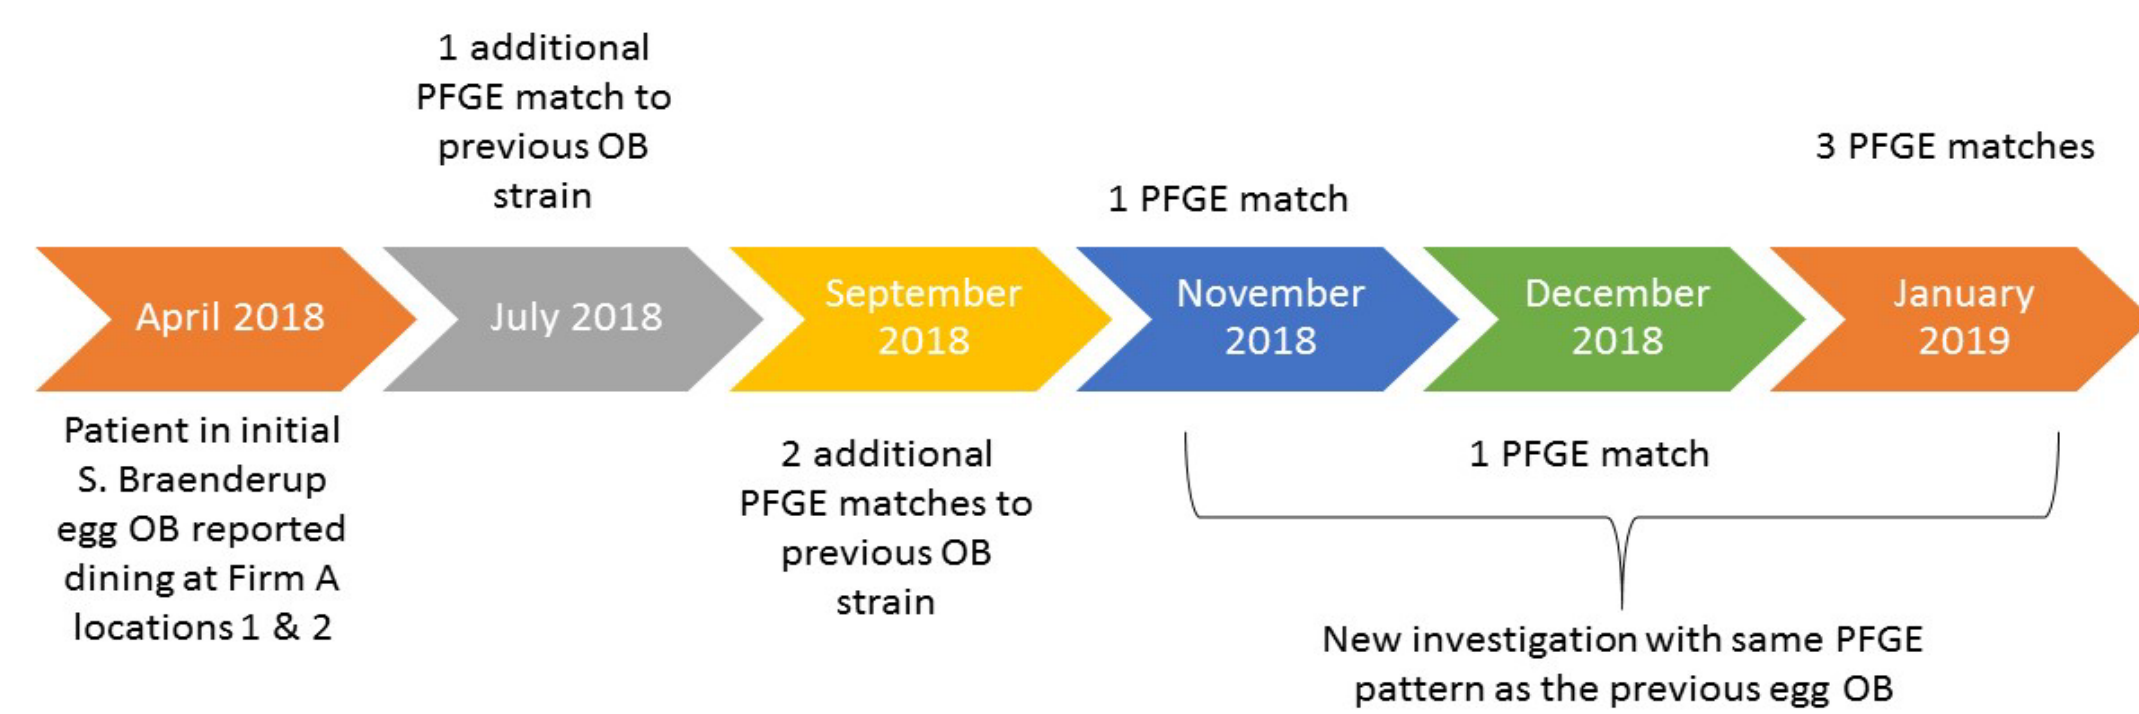 1 additional
PFGE match to
previous OB
strain
1 PFGE match
3 PFGE matches
April 2018
July 2018
September
2018
November
2018
December
2018
January
2019
Patient in initial
S. Braenderup
egg OB reported
dining at Firm A
locations 1 & 2
2 additional
PFGE matches to
previous OB
strain
1 PFGE match
New investigation with same PFGE
pattern as the previous egg OB